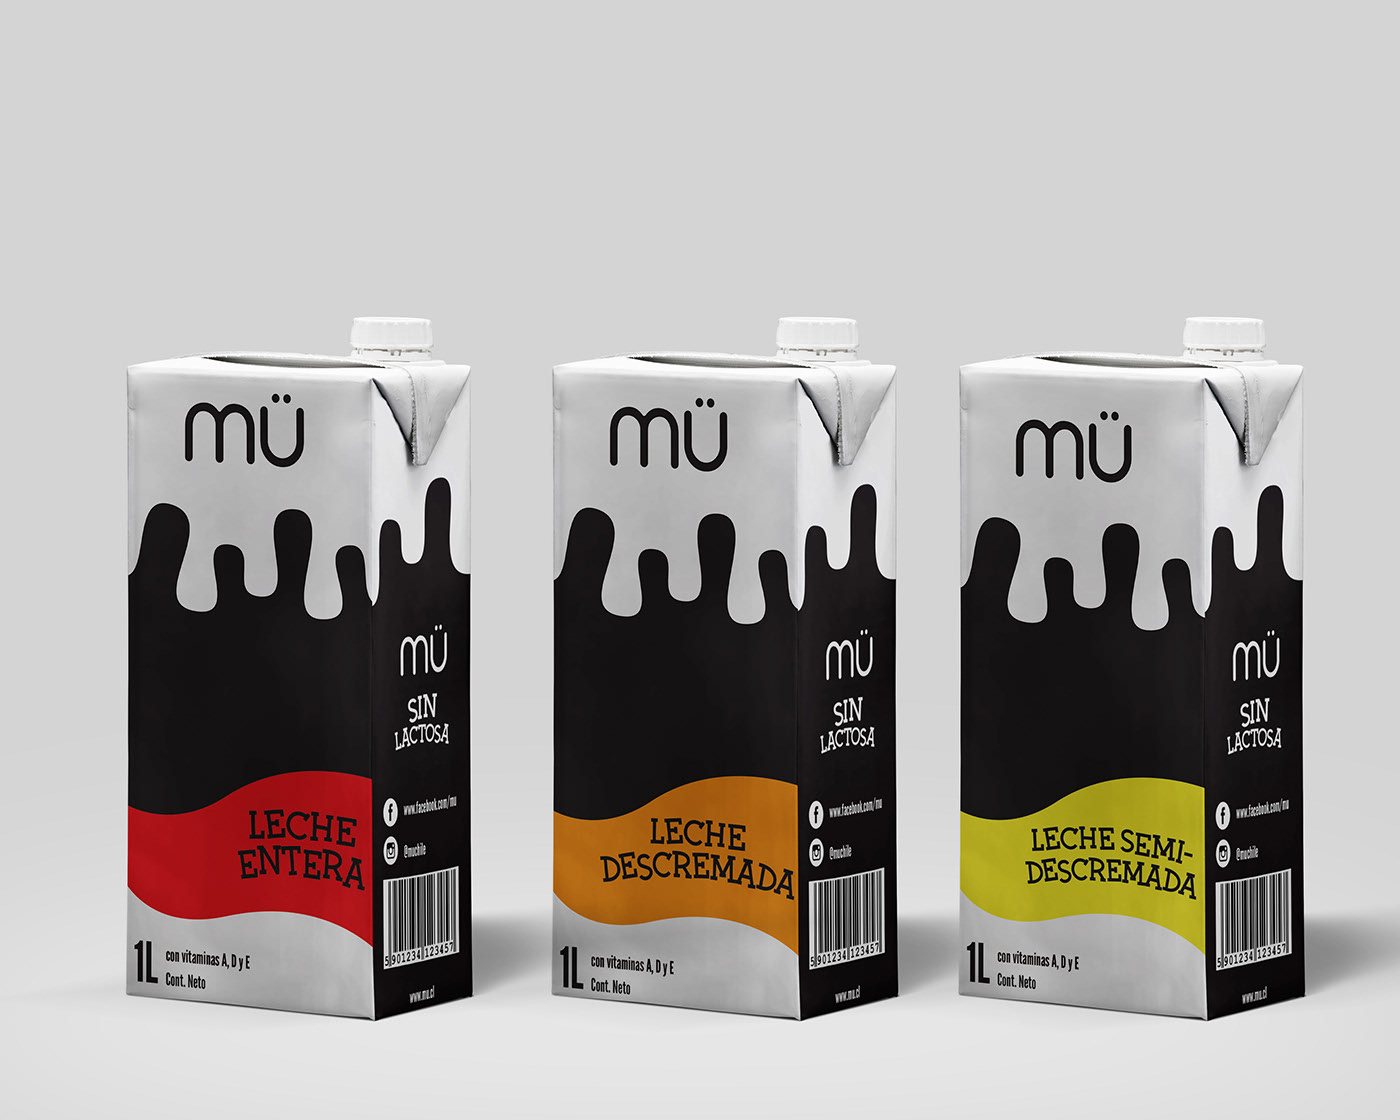 mü
LECHE
ENTERA
1L
con vitaminas A, D y E
Cont. Neto
mü
SIN
LACTOSA
www.facebook.com/mu
@muchile
5 901234 123457
www.mu.cl
mü
LECHE
DESCREMADA
1L
con vitaminas A, D y E
Cont. Neto
mü
SIN
LACTOSA
www.facebook.com/mu
@muchile
5 901234 123457
mü
LECHE SEMI-
DESCREMADA
1L
con vitaminas A, D y E
Cont. Neto
mü
SIN
LACTOSA
www.facebook.com/mu
@muchile
5 901234 123457
www.mu.cl